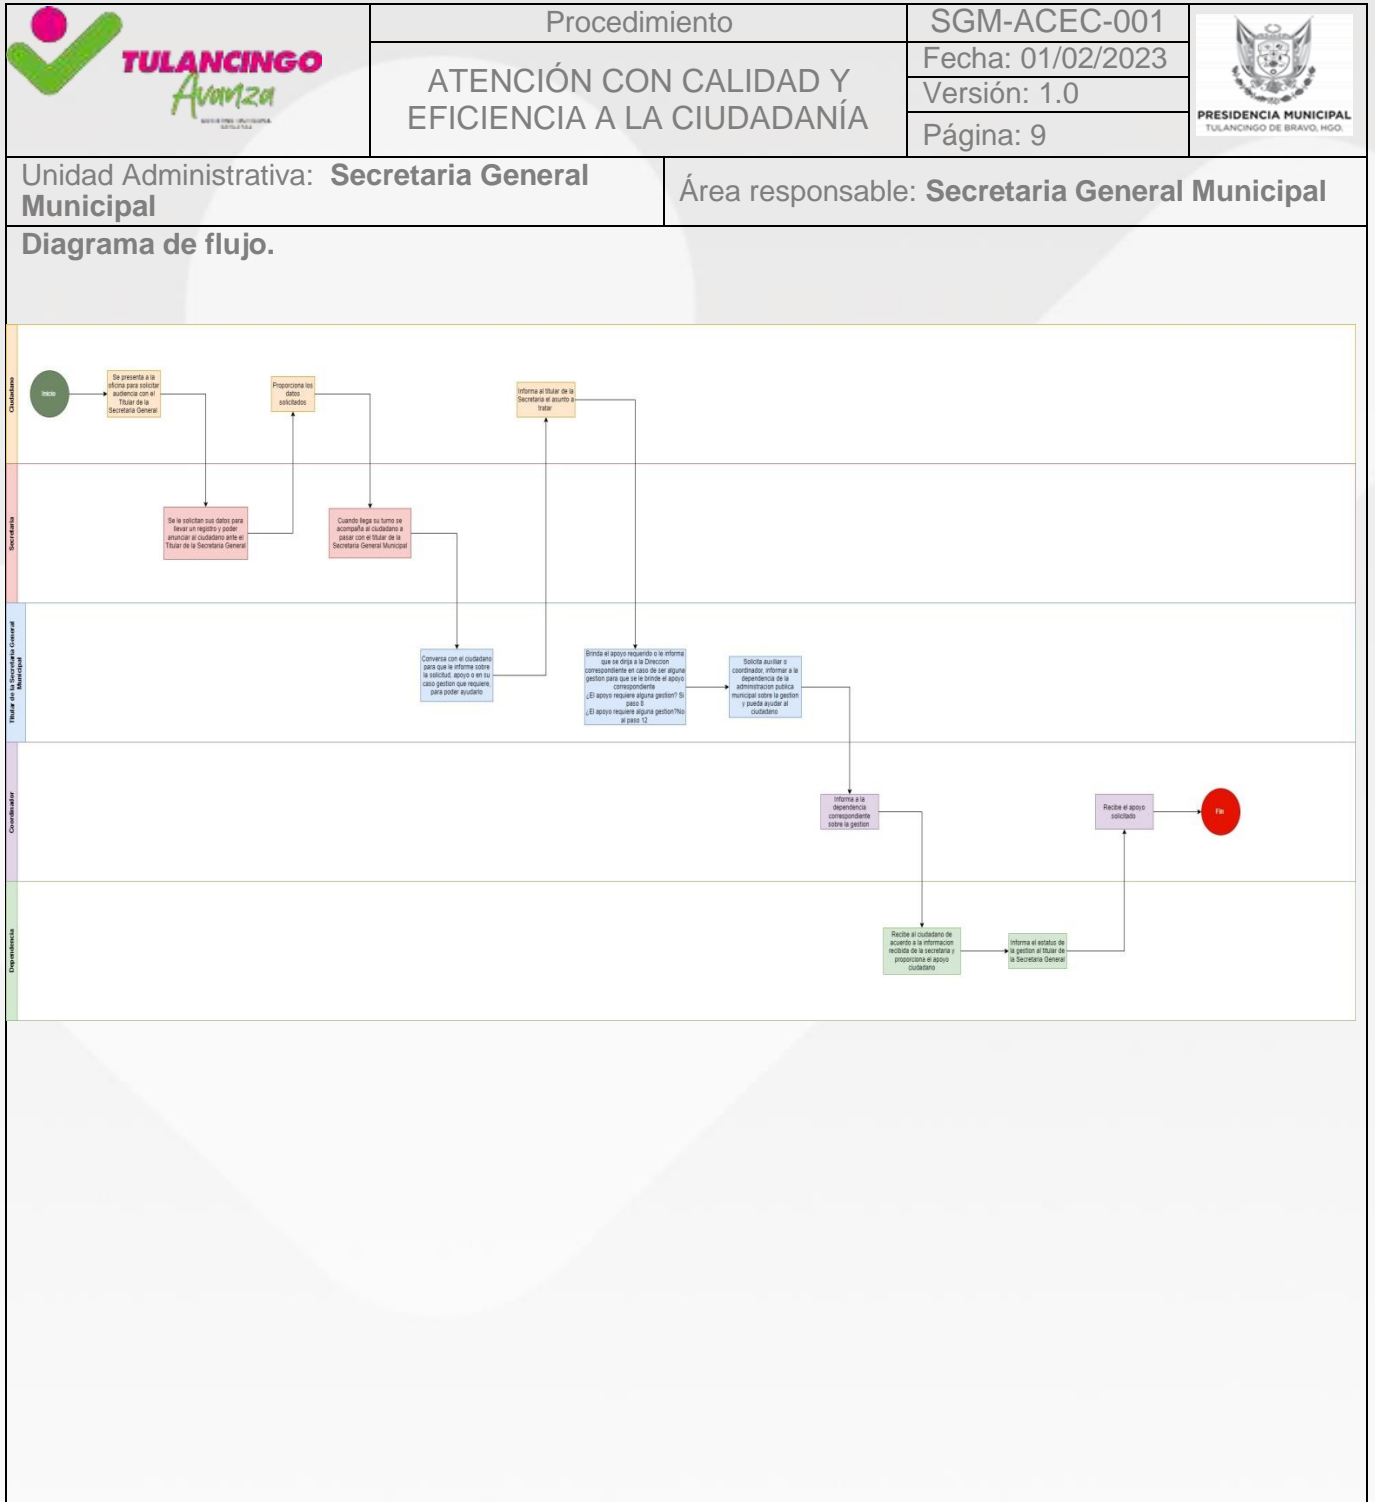 TULANCINGO
Avanza
Procedimiento
ATENCIÓN CON CALIDAD Y
EFICIENCIA A LA CIUDADANÍA
SGM-ACEC-001
Fecha: 01/02/2023
Versión: 1.0
Página: 9
PRESIDENCIA MUNICIPAL
TULANCINGO DE BRAVO, HGO.
Unidad Administrativa: Secretaria General
Municipal
Área responsable: Secretaria General Municipal
Diagrama de flujo.
Ciudadano
Inicio
Se presenta a la
oficina para solicitar
audiencia con el
Titular de la
Secretaria General
Proporciona los
datos
solicitados
Informa al titular de la
Secretaria el asunto a
tratar
Secretaria
Se le solicitan sus datos para
llevar un registro y poder
anunciar al ciudadano ante el
Titular de la Secretaria General
Cuando llega su turno se
acompaña al ciudadano a
pasar con el titular de la
Secretaria General Municipal
Titular de la Secretaria General
Municipal
Conversa con el ciudadano
para que le informe sobre
la solicitud, apoyo o en su
caso gestion que requiere,
para poder ayudarlo
Brinda el apoyo requerido o le informa
que se dirija a la Direccion
correspondiente en caso de ser alguna
gestion para que se le brinde el apoyo
correspondiente
¿El apoyo requiere alguna gestion? Si
paso 8
¿El apoyo requiere alguna gestion?No
al paso 12
Solicita auxiliar o
coordinador, informar a la
dependencia de la
administracion publica
municipal sobre la gestion
y pueda ayudar al
ciudadano
Coordinador
Informa a la
dependencia
correspondiente
sobre la gestion
Recibe el apoyo
solicitado
Fin
Dependencia
Recibe al ciudadano de
acuerdo a la informacion
recibida de la secretaria y
proporciona el apoyo
ciudadano
Informa el estatus de
la gestion al titular de
la Secretaria General